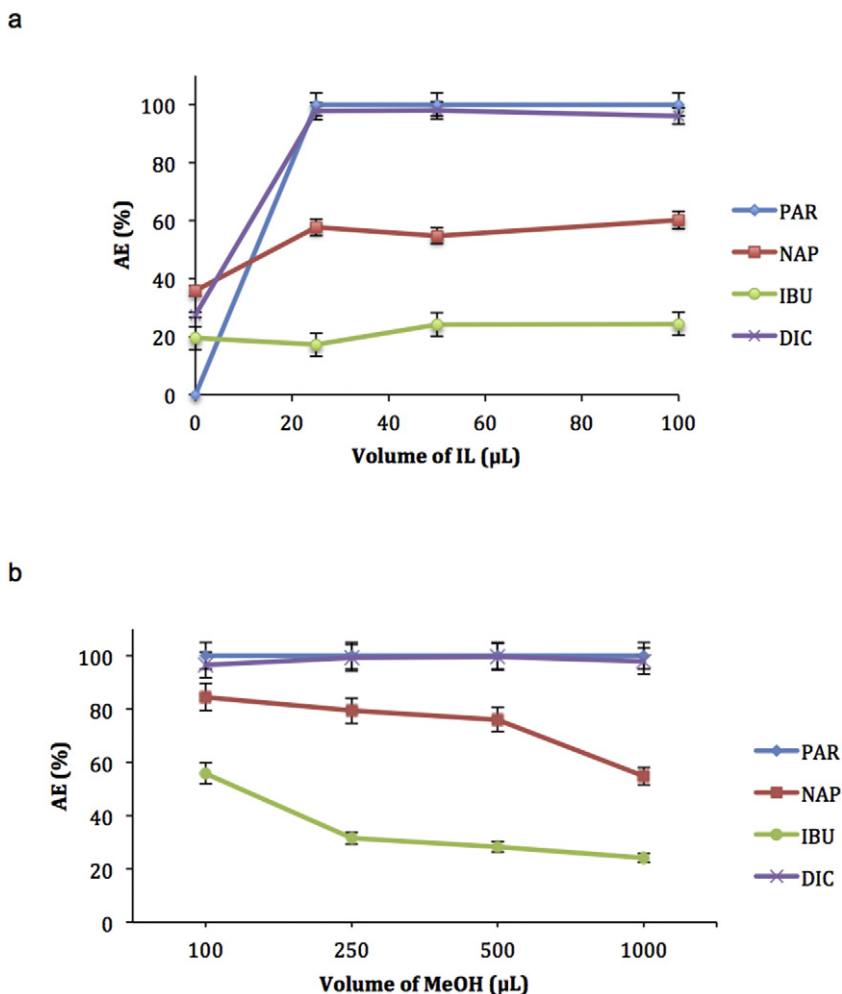 a
100
80
60
40
20
0
AE (%)
0 20 40 60 80 100
Volume of IL (µL)
PAR
NAP
IBU
DIC
b
100
80
60
40
20
0
AE (%)
100 250 500 1000
Volume of MeOH (µL)
PAR
NAP
IBU
DIC